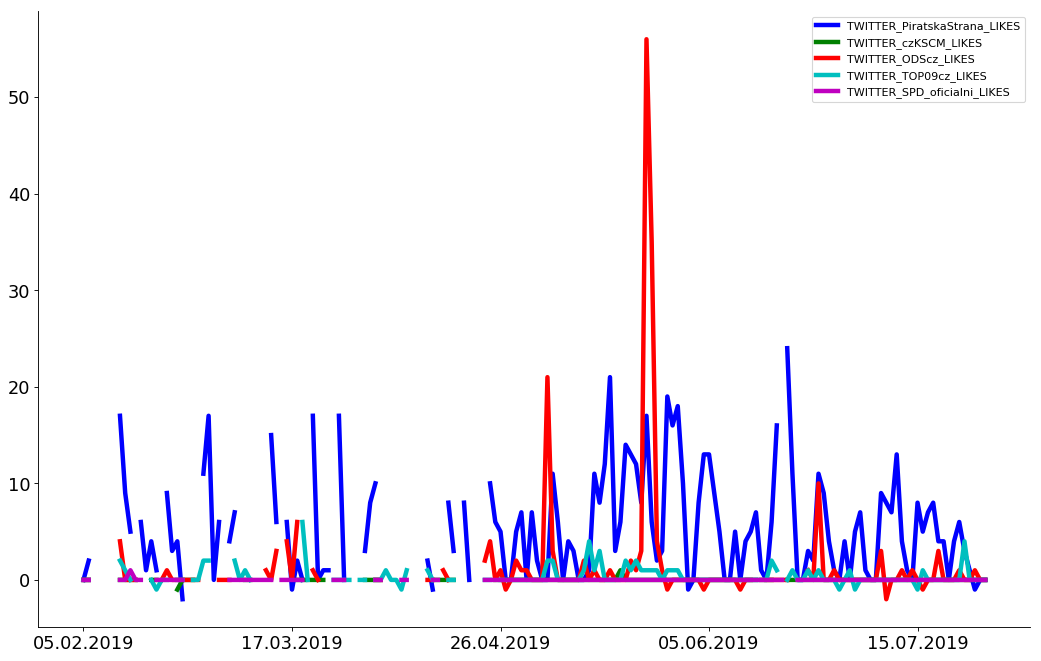 TWITTER_PiratskaStrana_LIKES
TWITTER_czKSCM_LIKES
TWITTER_ODScz_LIKES
TWITTER_TOP09cz_LIKES
TWITTER_SPD_oficialni_LIKES
50
40
30
20
10
0
05.02.2019 17.03.2019 26.04.2019 05.06.2019 15.07.2019